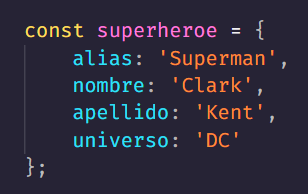 const superheroe = {
    alias: 'Superman',
    nombre: 'Clark',
    apellido: 'Kent',
    universo: 'DC'
};